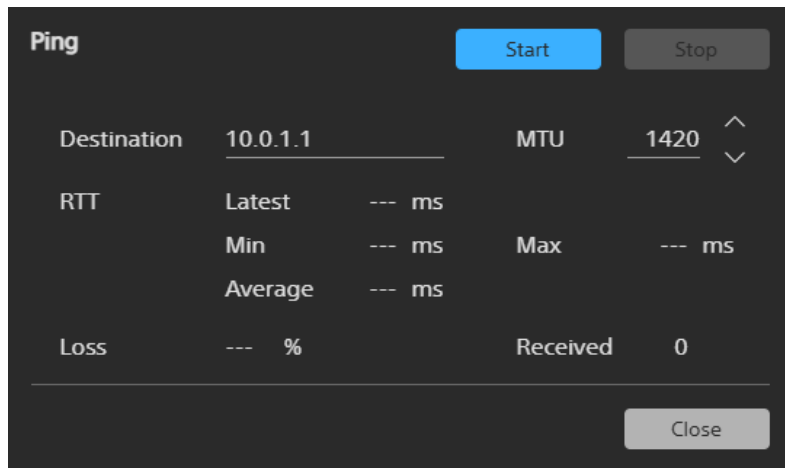 Ping Start Stop
Destination 10.0.1.1 MTU 1420
RTT Latest --- ms
Min --- ms Max --- ms
Average --- ms
Loss --- % Received 0
Close